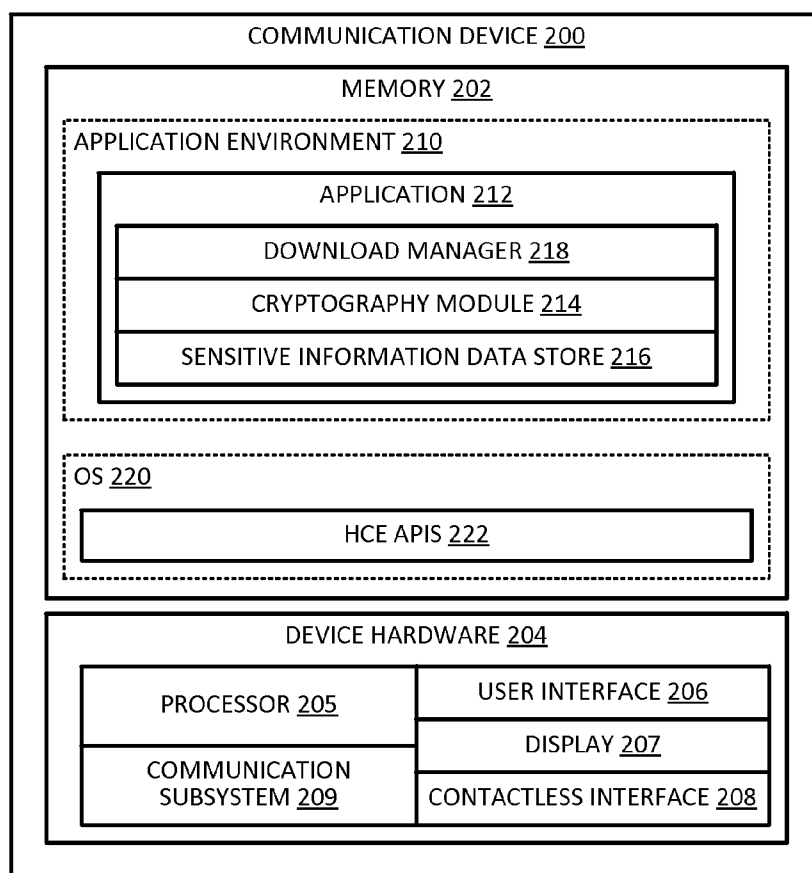 COMMUNICATION DEVICE 200
MEMORY 202
APPLICATION ENVIRONMENT 210
APPLICATION 212
DOWNLOAD MANAGER 218
CRYPTOGRAPHY MODULE 214
SENSITIVE INFORMATION DATA STORE 216
OS 220
HCE APIS 222
DEVICE HARDWARE 204
PROCESSOR 205
COMMUNICATION
SUBSYSTEM 209
USER INTERFACE 206
DISPLAY 207
CONTACTLESS INTERFACE 208